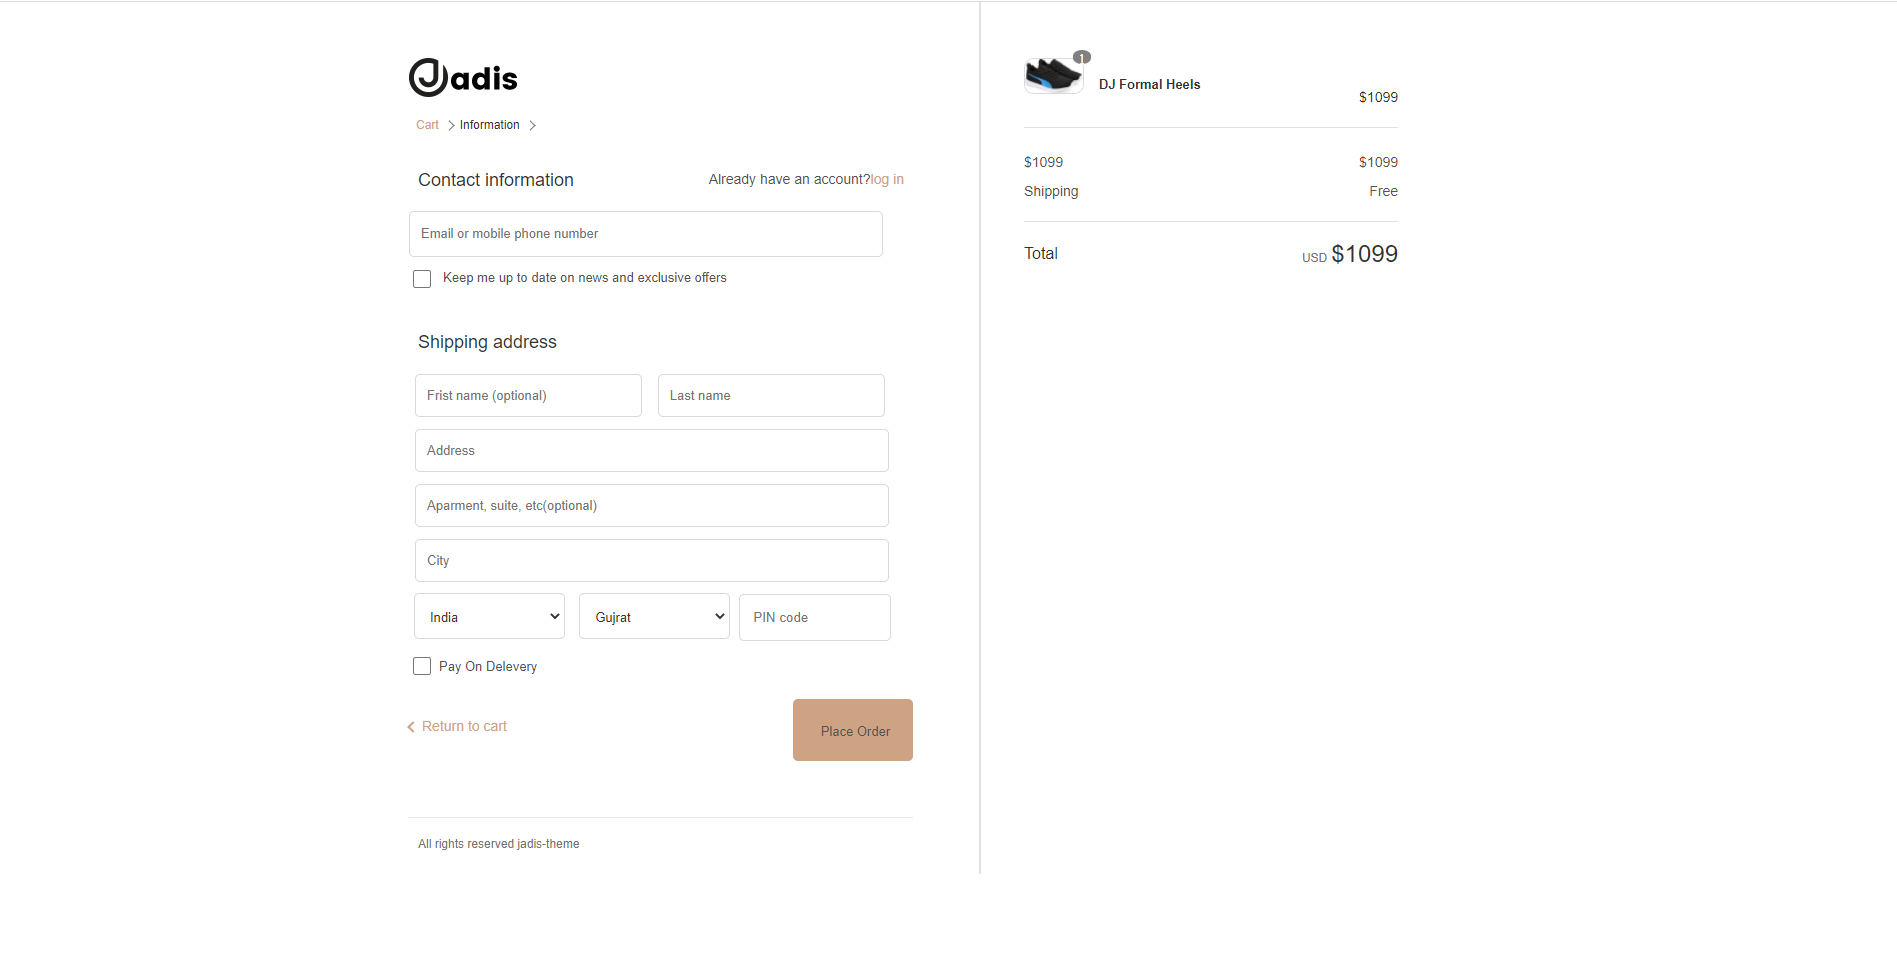 Jadis
Cart Information
Contact information Already have an account?log in
Email or mobile phone number
Keep me up to date on news and exclusive offers
Shipping address
Frist name (optional) Last name
Address
Aparment, suite, etc(optional)
City
India Gujrat PIN code
Pay On Delevery
Return to cart Place Order
All rights reserved jadis-theme
1
DJ Formal Heels
$1099
$1099 $1099
Shipping Free
Total USD $1099